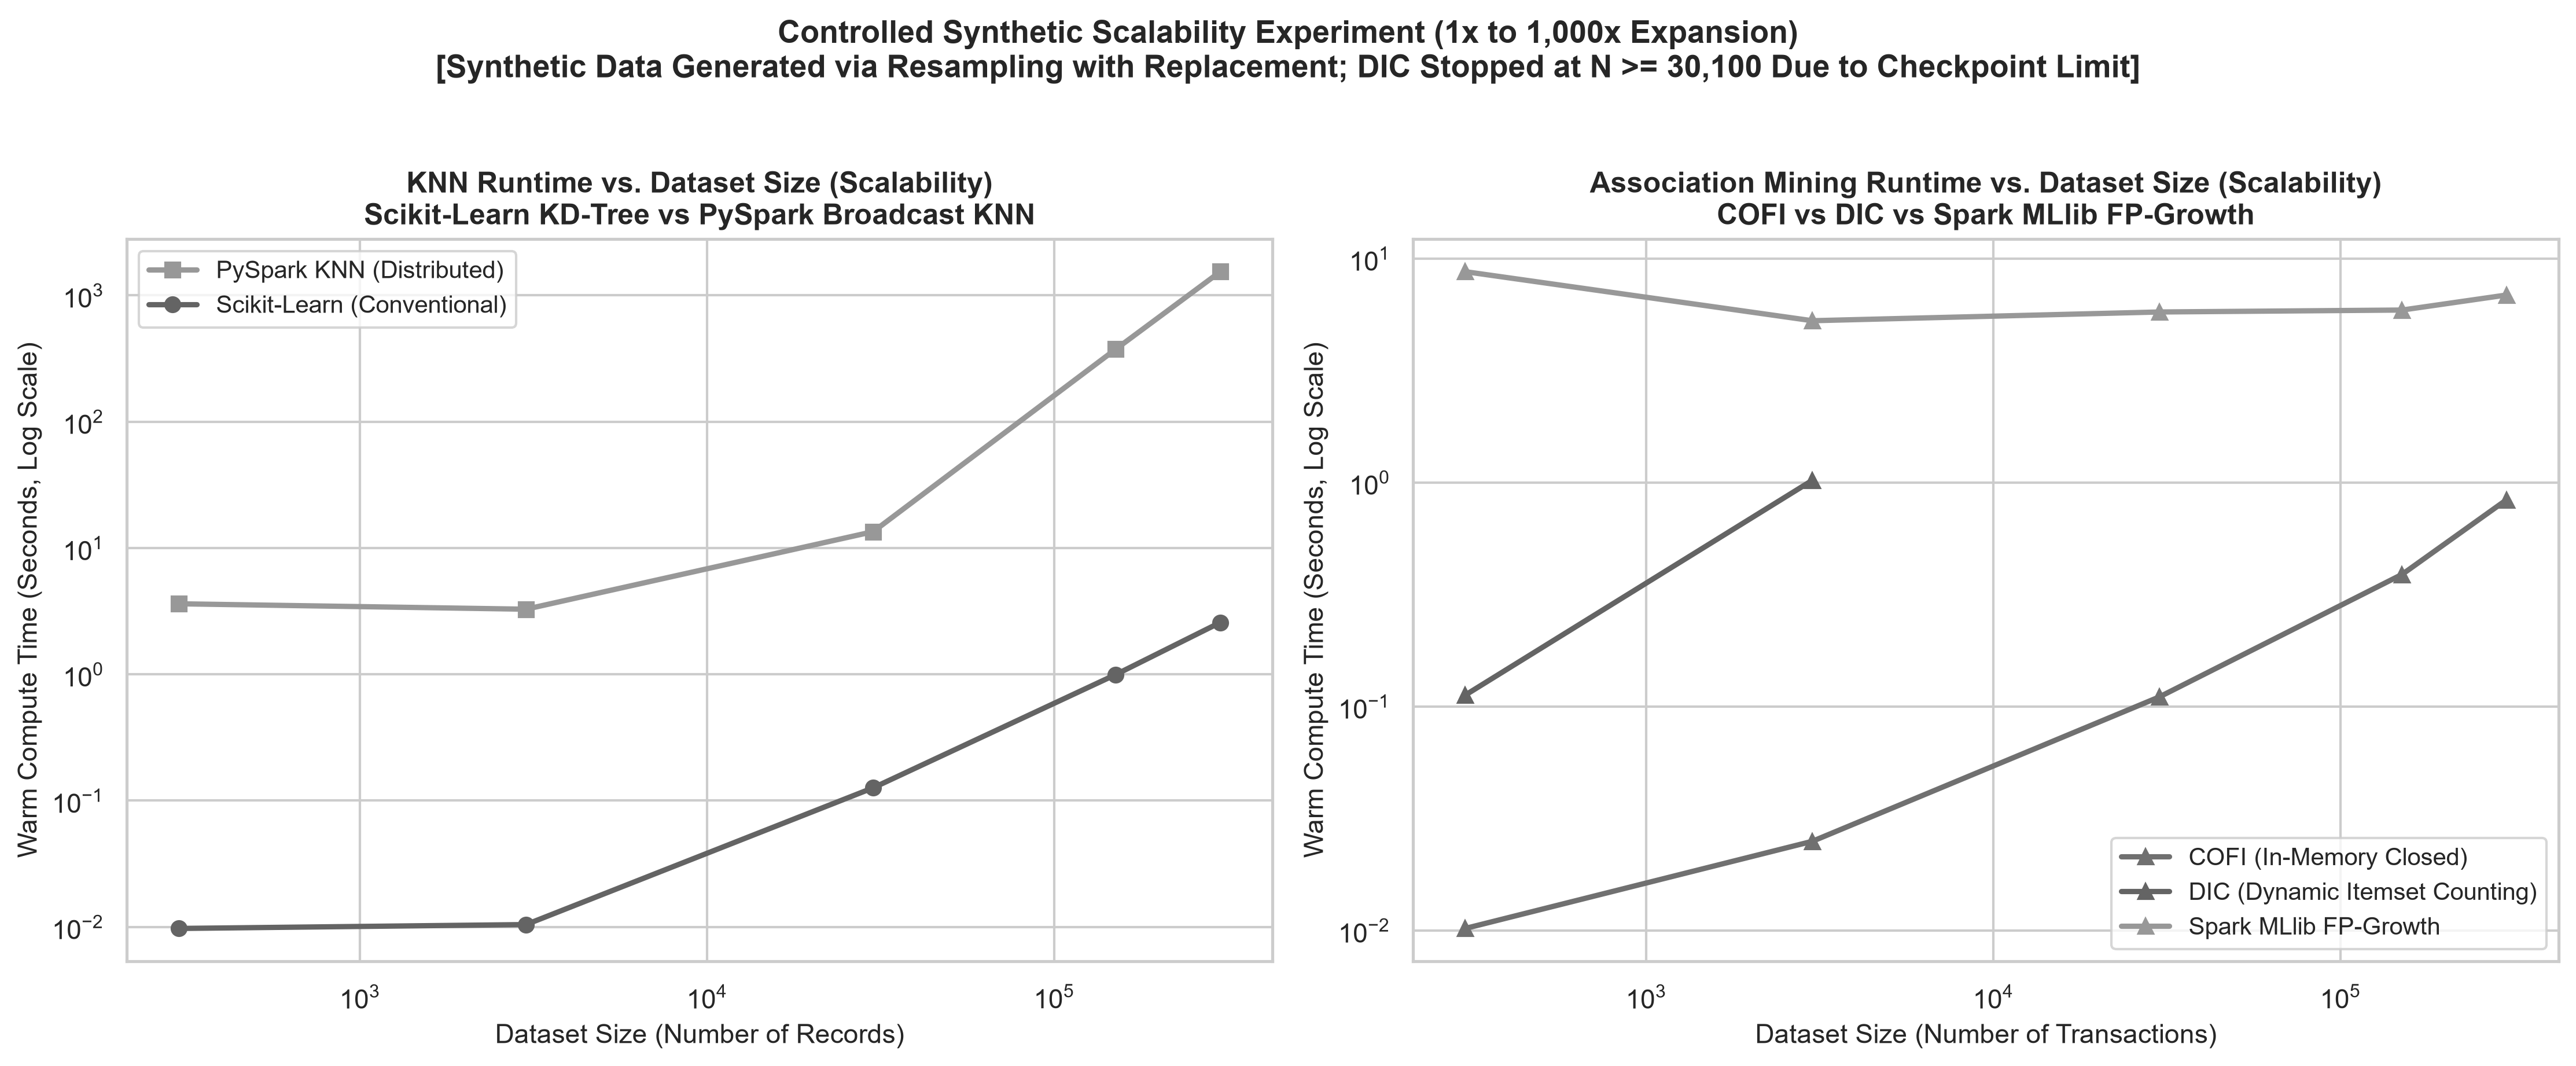 Controlled Synthetic Scalability Experiment (1x to 1,000x Expansion)
[Synthetic Data Generated via Resampling with Replacement; DIC Stopped at N >= 30,100 Due to Checkpoint Limit]
KNN Runtime vs. Dataset Size (Scalability)
Scikit-Learn KD-Tree vs PySpark Broadcast KNN
PySpark KNN (Distributed)
Scikit-Learn (Conventional)
Warm Compute Time (Seconds, Log Scale)
10³
10²
10¹
10⁰
10⁻¹
10⁻²
10³
10⁴
10⁵
Dataset Size (Number of Records)
Association Mining Runtime vs. Dataset Size (Scalability)
COFI vs DIC vs Spark MLlib FP-Growth
Warm Compute Time (Seconds, Log Scale)
10¹
10⁰
10⁻¹
10⁻²
COFI (In-Memory Closed)
DIC (Dynamic Itemset Counting)
Spark MLlib FP-Growth
10³
10⁴
10⁵
Dataset Size (Number of Transactions)